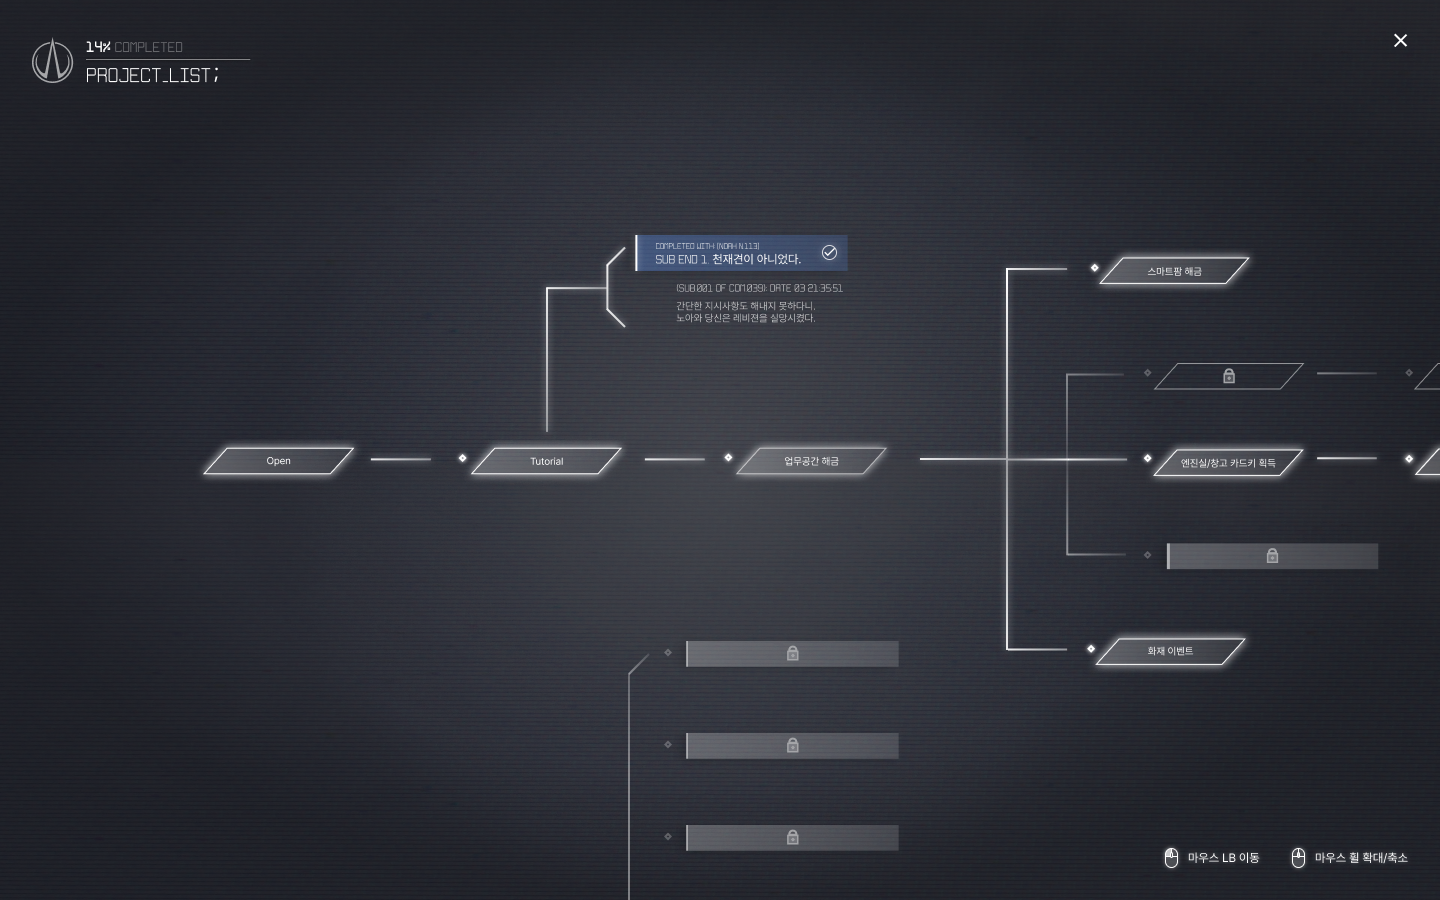 14% COMPLETED
PROJECT_LIST;
COMPLETED WITH (NOAH N.113)
SUB END 1. 천재견이 아니었다.
(SUB.001 OF COM.039): DATE 03 21:35:51
간단한 지시사항도 해내지 못하다니.
노아와 당신은 레비젼을 실망시켰다.
스마트팜 해금
Open
Tutorial
업무공간 해금
엔진실/창고 카드키 획득
화재 이벤트
마우스 LB 이동
마우스 휠 확대/축소